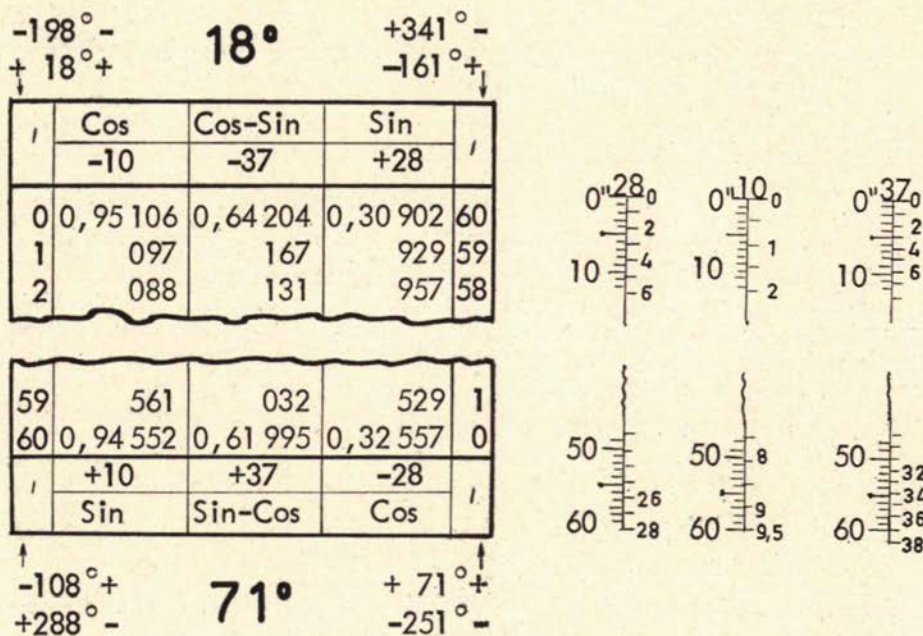 -198° - 18° +341° -
+ 18° + -161° +
′ Cos Cos-Sin Sin ′
-10 -37 +28
0 0,95 106 0,64 204 0,30 902 60
1 097 167 929 59
2 088 131 957 58
59 561 032 529 1
60 0,94 552 0,61 995 0,32 557 0
′ +10 +37 -28 ′
Sin Sin-Cos Cos
-108° + 71° + 71° +
+288° - -251° -
0" 28 0
2
10 4
6
0" 10 0
1
10
2
0" 37 0
2
4
10 6
50
26
60 28
50 8
9
60 9,5
50 32
34
36
60 38